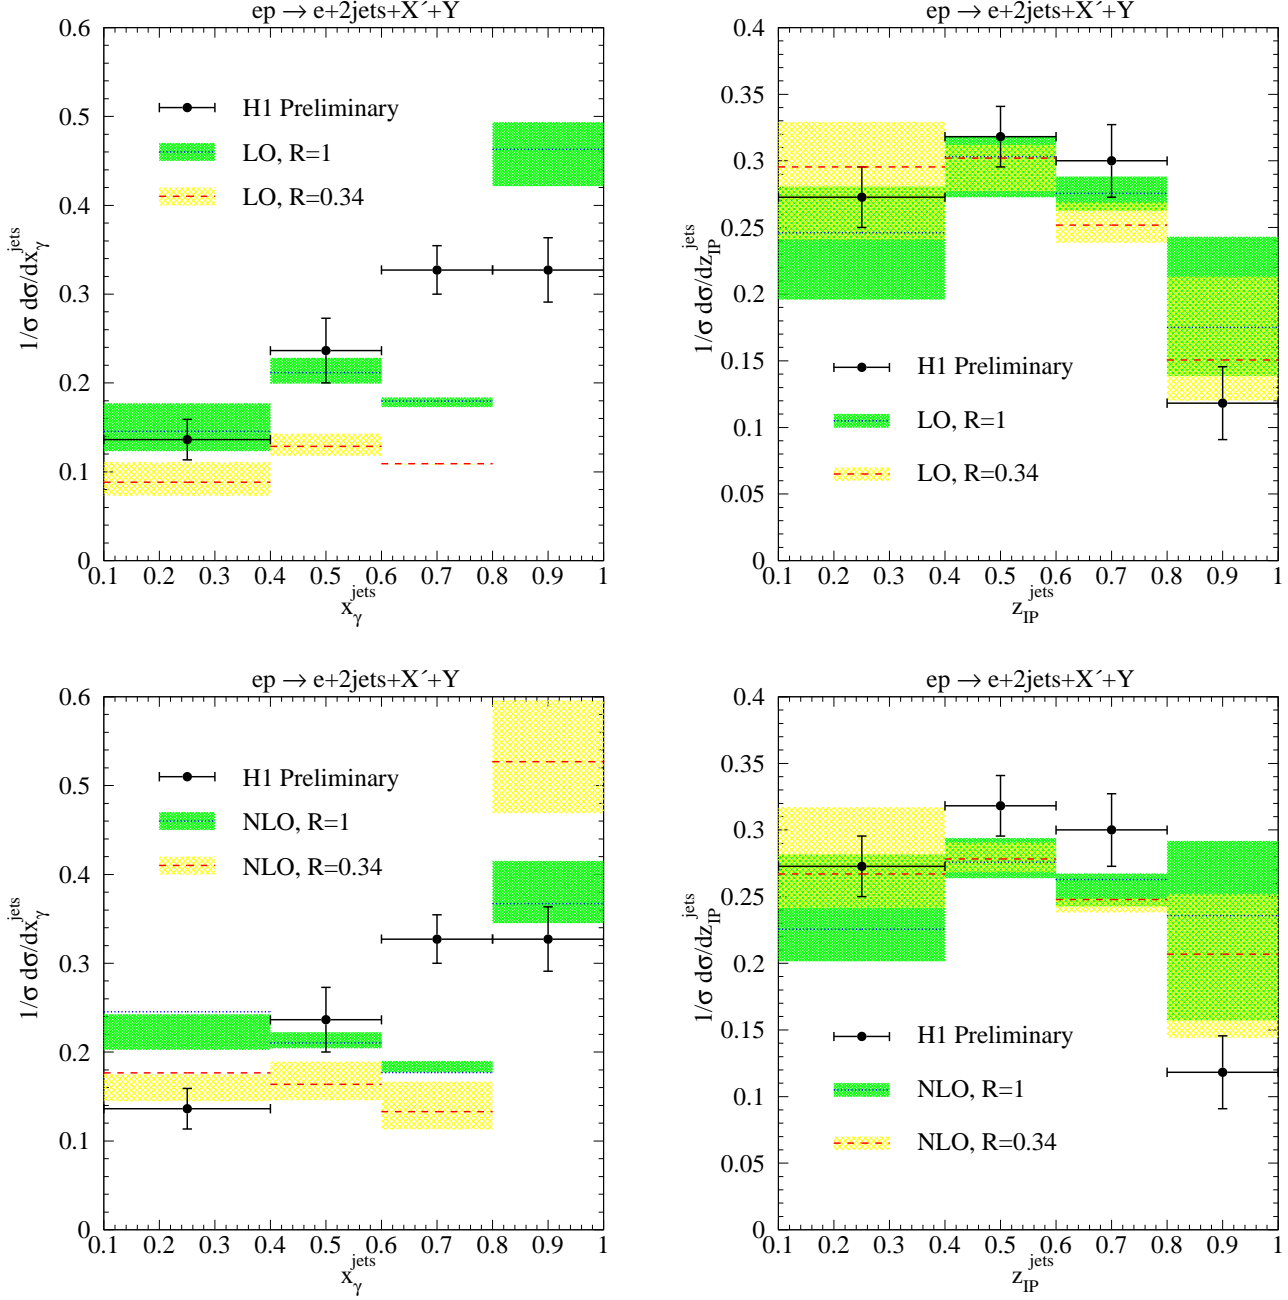 ep → e+2jets+X´+Y
1/σ dσ/dx_γ^jets
0.6
0.5
0.4
0.3
0.2
0.1
0
H1 Preliminary
LO, R=1
LO, R=0.34
0.1 0.2 0.3 0.4 0.5 0.6 0.7 0.8 0.9 1
x_γ^jets
ep → e+2jets+X´+Y
1/σ dσ/dz_IP^jets
0.4
0.35
0.3
0.25
0.2
0.15
0.1
0.05
0
H1 Preliminary
LO, R=1
LO, R=0.34
0.1 0.2 0.3 0.4 0.5 0.6 0.7 0.8 0.9 1
z_IP^jets
ep → e+2jets+X´+Y
1/σ dσ/dx_γ^jets
0.6
0.5
0.4
0.3
0.2
0.1
0
H1 Preliminary
NLO, R=1
NLO, R=0.34
0.1 0.2 0.3 0.4 0.5 0.6 0.7 0.8 0.9 1
x_γ^jets
ep → e+2jets+X´+Y
1/σ dσ/dz_IP^jets
0.4
0.35
0.3
0.25
0.2
0.15
0.1
0.05
0
H1 Preliminary
NLO, R=1
NLO, R=0.34
0.1 0.2 0.3 0.4 0.5 0.6 0.7 0.8 0.9 1
z_IP^jets